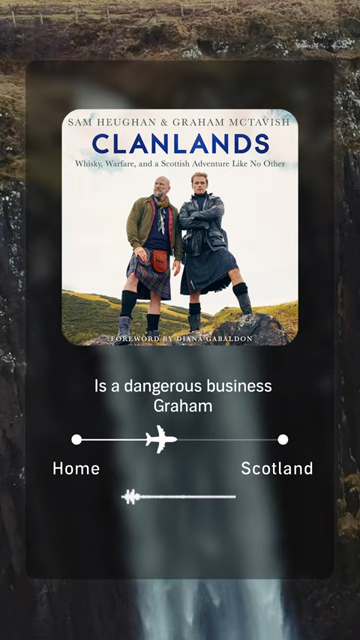 SAM HEUGHAN & GRAHAM McTAVISH
CLANLANDS
Whisky, Warfare, and a Scottish Adventure Like No Other
FOREWORD BY DIANA GABALDON
Is a dangerous business
Graham
Home
Scotland